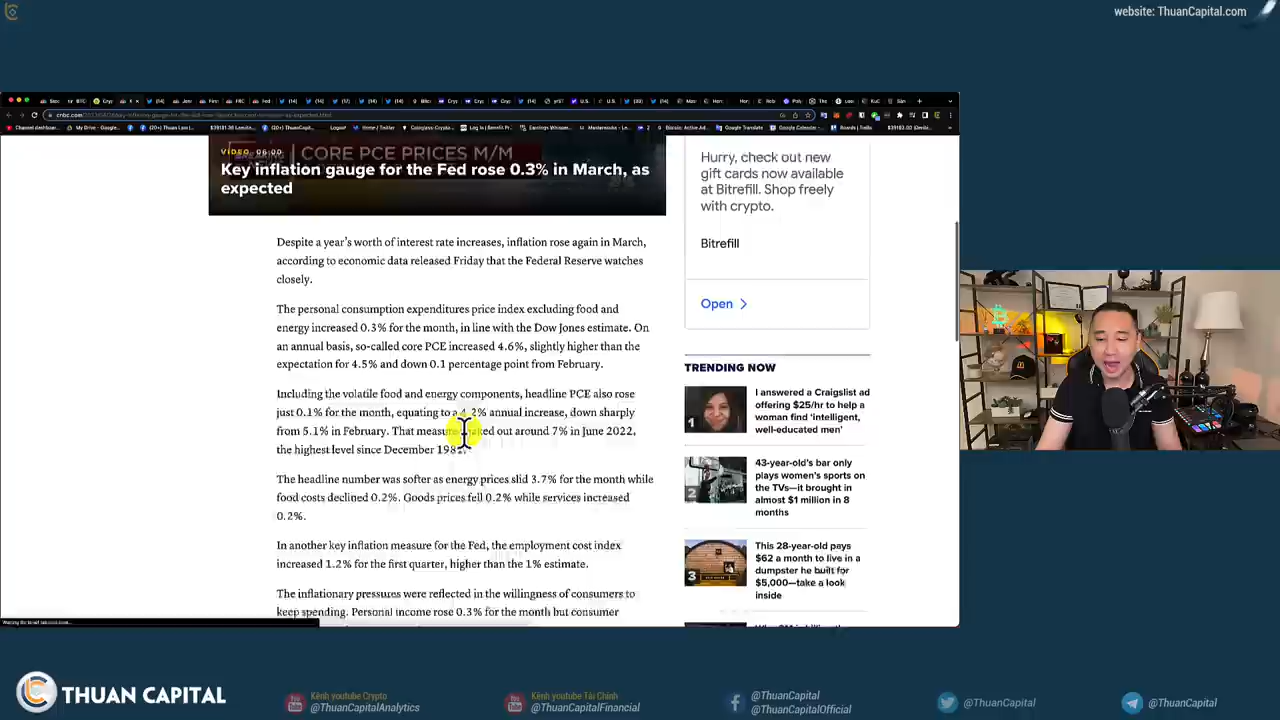 website: ThuanCapital.com
VIDEO 06:00
CORE PCE PRICES M/M
Key inflation gauge for the Fed rose 0.3% in March, as
expected
Despite a year's worth of interest rate increases, inflation rose again in March,
according to economic data released Friday that the Federal Reserve watches
closely.
The personal consumption expenditures price index excluding food and
energy increased 0.3% for the month, in line with the Dow Jones estimate. On
an annual basis, so-called core PCE increased 4.6%, slightly higher than the
expectation for 4.5% and down 0.1 percentage point from February.
Including the volatile food and energy components, headline PCE also rose
just 0.1% for the month, equating to a 4.2% annual increase, down sharply
from 5.1% in February. That measure out around 7% in June 2022,
the highest level since December
The headline number was softer as energy prices slid 3.7% for the month while
food costs declined 0.2%. Goods prices fell 0.2% while services increased
0.2%.
In another key inflation measure for the Fed, the employment cost index
increased 1.2% for the first quarter, higher than the 1% estimate.
The inflationary pressures were reflected in the willingness of consumers to
keep spending. Personal income rose 0.3% for the month but consumer
Hurry, check out new
gift cards now available
at Bitrefill. Shop freely
with crypto.
Bitrefill
Open
TRENDING NOW
1
I answered a Craigslist ad
offering $25/hr to help a
woman find 'intelligent,
well-educated men'
2
43-year-old's bar only
plays women's sports on
the TVs—it brought in
almost $1 million in 8
months
3
This 28-year-old pays
$62 a month to live in a
dumpster he built for
$5,000—take a look
inside
THUAN CAPITAL
Kênh youtube Crypto
@ThuanCapitalAnalytics
Kênh youtube Tài Chính
@ThuanCapitalFinancial
@ThuanCapital
@ThuanCapitalOfficial
@ThuanCapital
@ThuanCapital